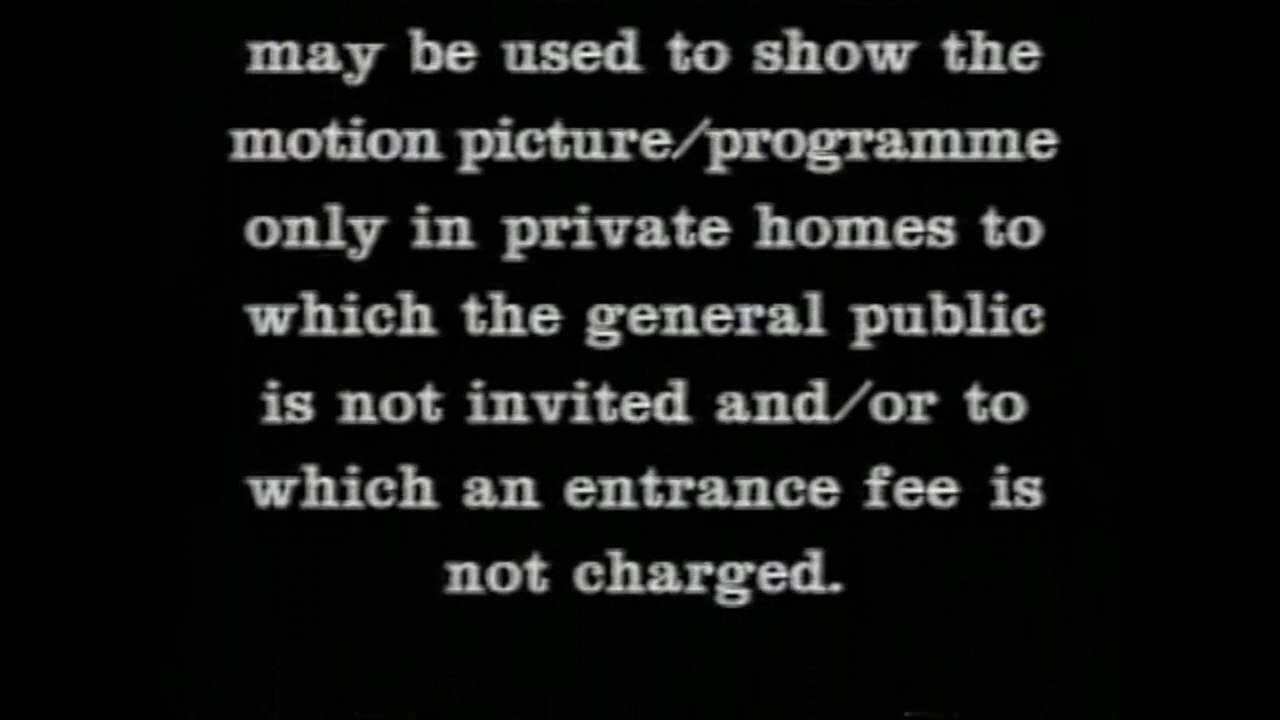 may be used to show the
motion picture/programme
only in private homes to
which the general public
is not invited and/or to
which an entrance fee is
not charged.